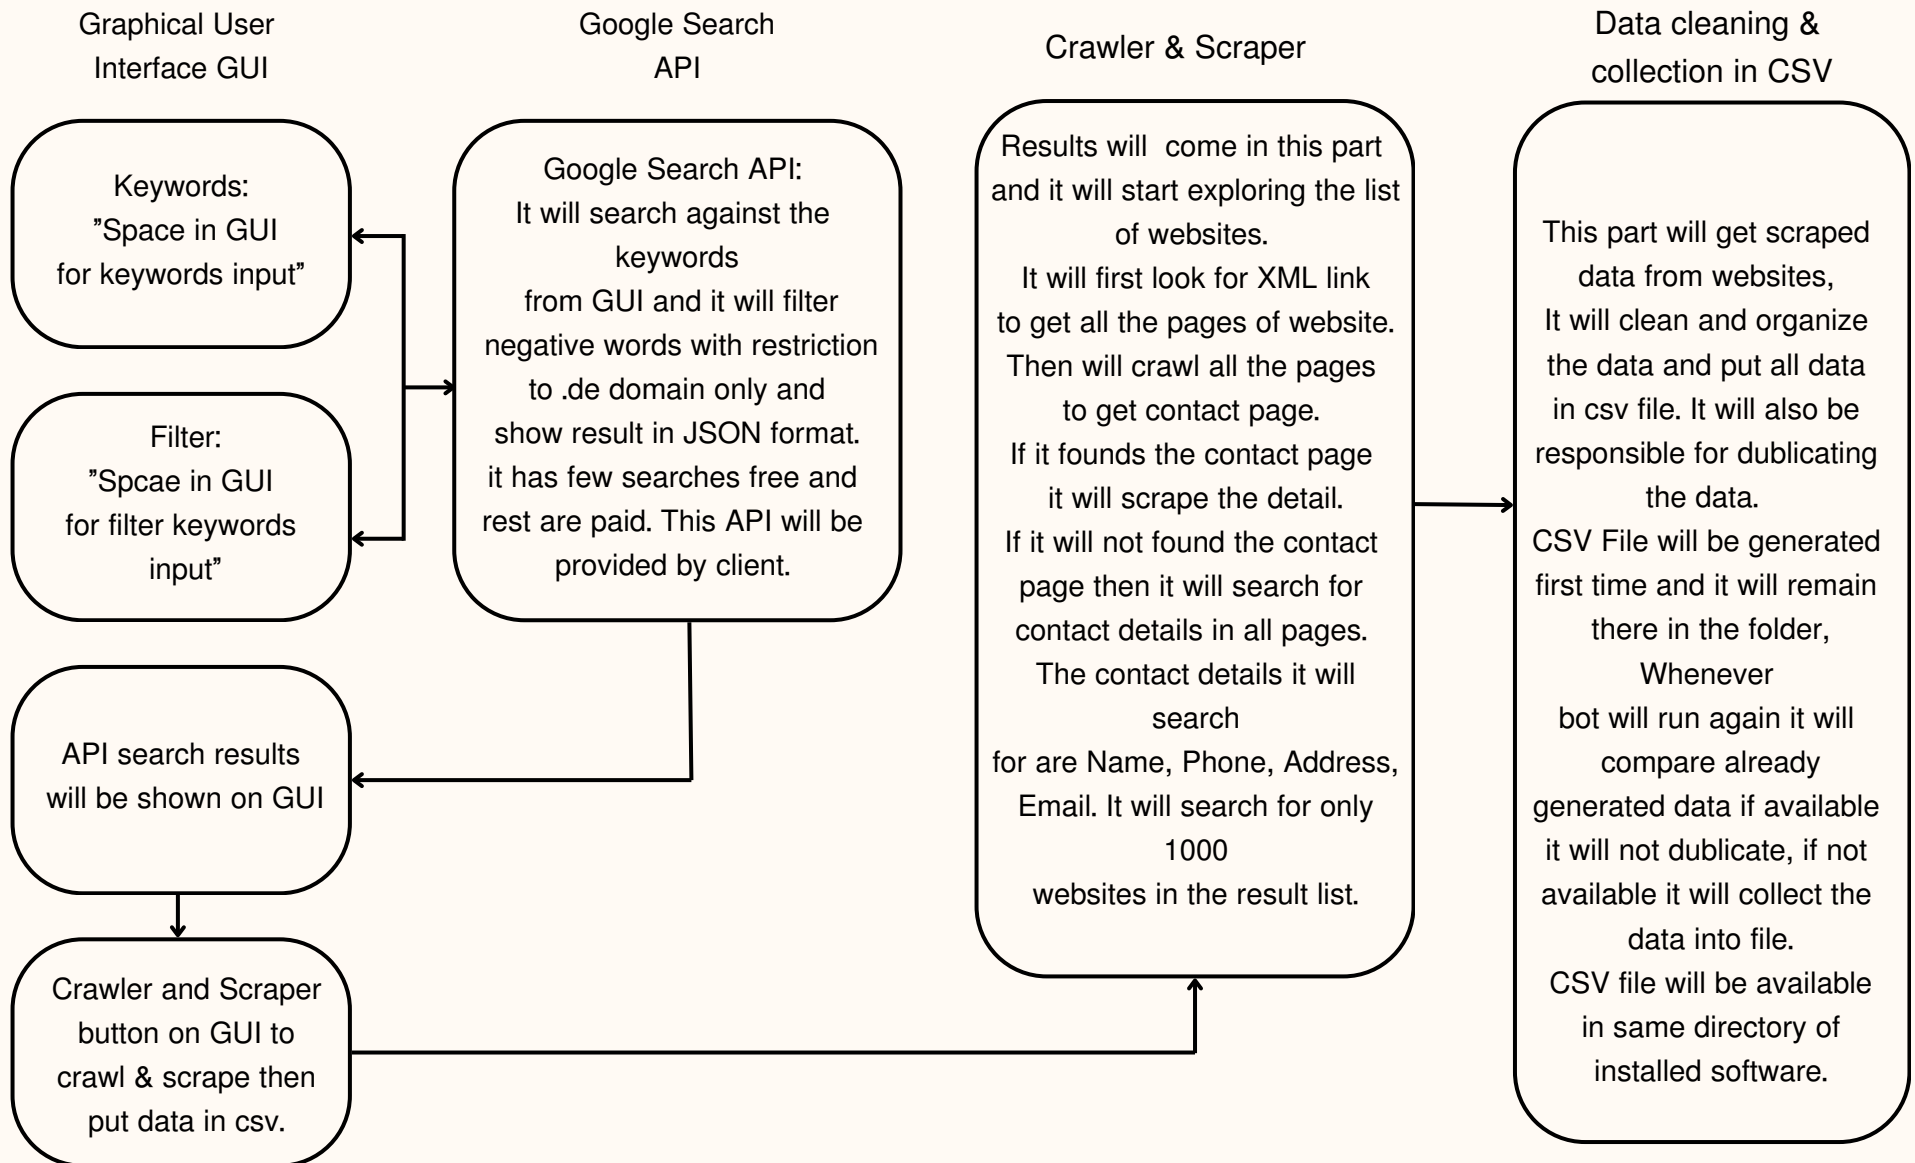 Graphical User
Interface GUI
Keywords:
"Space in GUI
for keywords input"
Filter:
"Spcae in GUI
for filter keywords
input"
API search results
will be shown on GUI
Crawler and Scraper
button on GUI to
crawl & scrape then
put data in csv.
Google Search
API
Google Search API:
It will search against the
keywords
from GUI and it will filter
negative words with restriction
to .de domain only and
show result in JSON format.
it has few searches free and
rest are paid. This API will be
provided by client.
Crawler & Scraper
Results will  come in this part
and it will start exploring the list
of websites.
It will first look for XML link
to get all the pages of website.
Then will crawl all the pages
to get contact page.
If it founds the contact page
it will scrape the detail.
If it will not found the contact
page then it will search for
contact details in all pages.
The contact details it will
search
for are Name, Phone, Address,
Email. It will search for only
1000
websites in the result list.
Data cleaning &
collection in CSV
This part will get scraped
data from websites,
It will clean and organize
the data and put all data
in csv file. It will also be
responsible for dublicating
the data.
CSV File will be generated
first time and it will remain
there in the folder,
Whenever
bot will run again it will
compare already
generated data if available
it will not dublicate, if not
available it will collect the
data into file.
CSV file will be available
in same directory of
installed software.